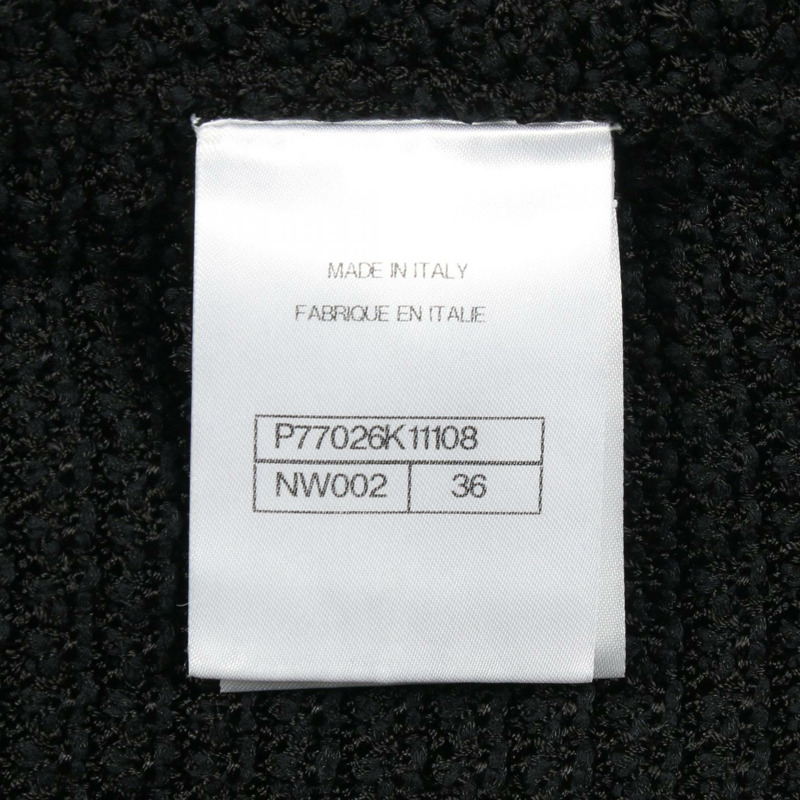 MADE IN ITALY
FABRIQUE EN ITALIE
P77026K11108
NW002 36